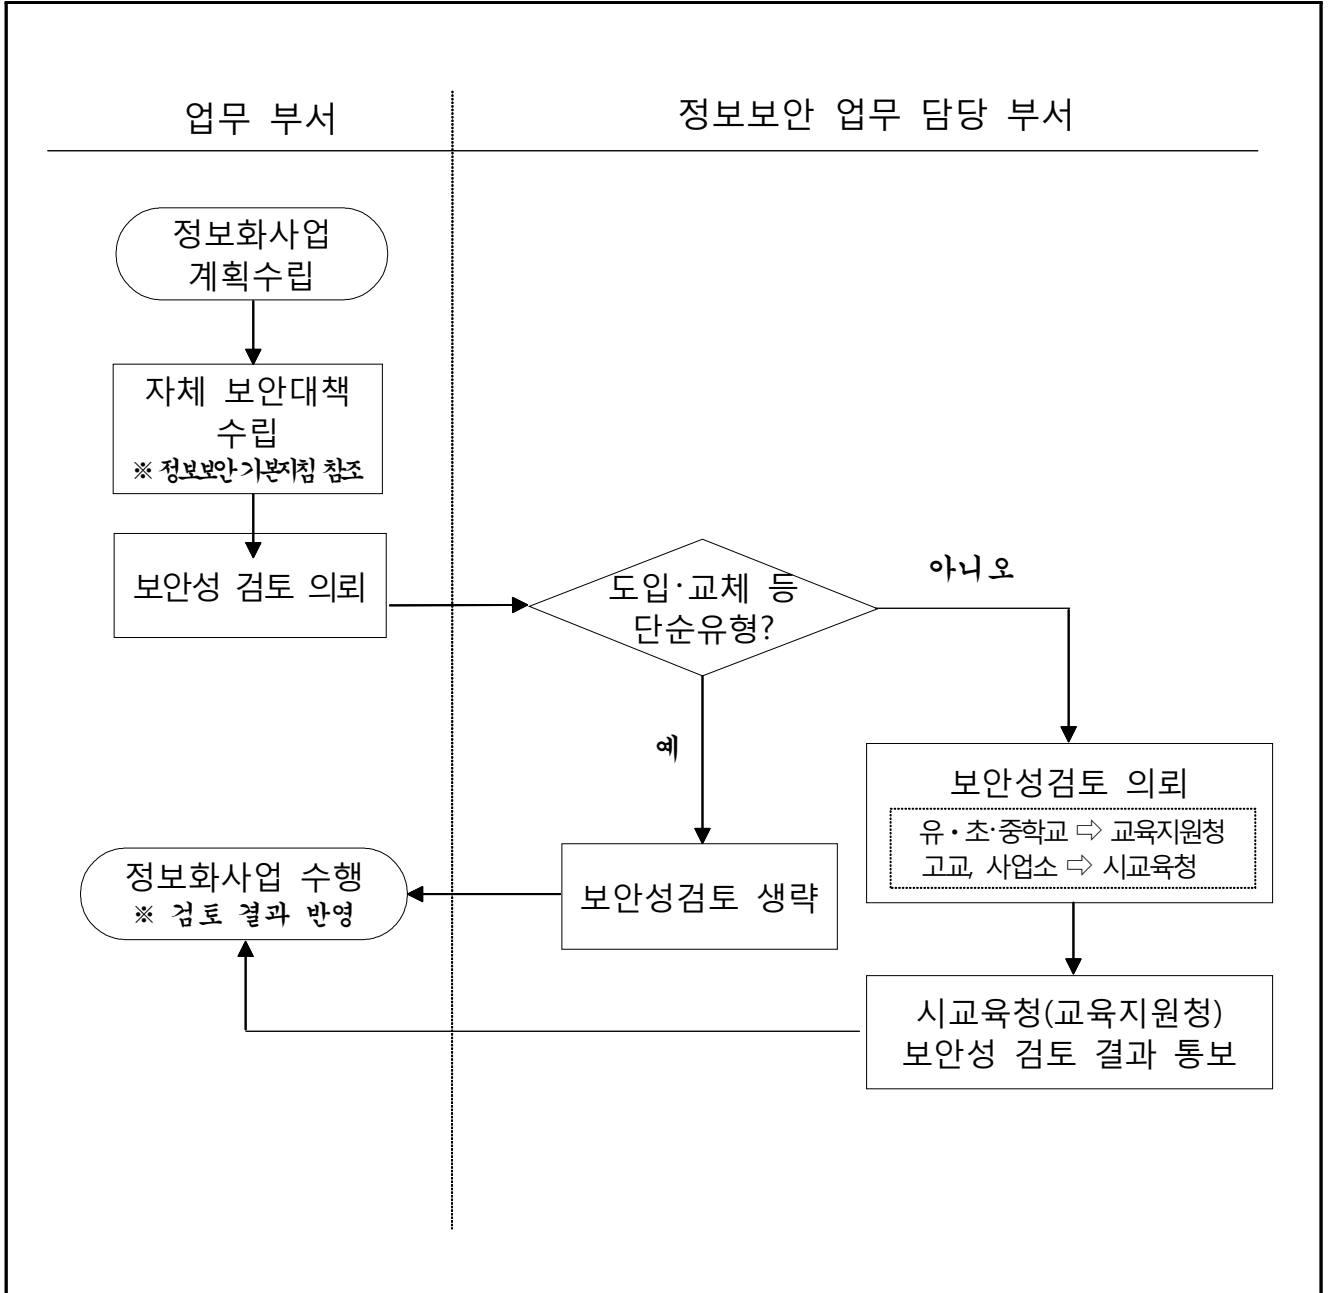 업무 부서
정보보안 업무 담당 부서
정보화사업
계획수립
자체 보안대책
수립
※ 정보보안 기본지침 참조
보안성 검토 의뢰
도입·교체 등
단순유형?
아니오
예
보안성검토 의뢰
유·초·중학교 ⇨ 교육지원청
고교, 사업소 ⇨ 시교육청
보안성검토 생략
정보화사업 수행
※ 검토 결과 반영
시교육청(교육지원청)
보안성 검토 결과 통보